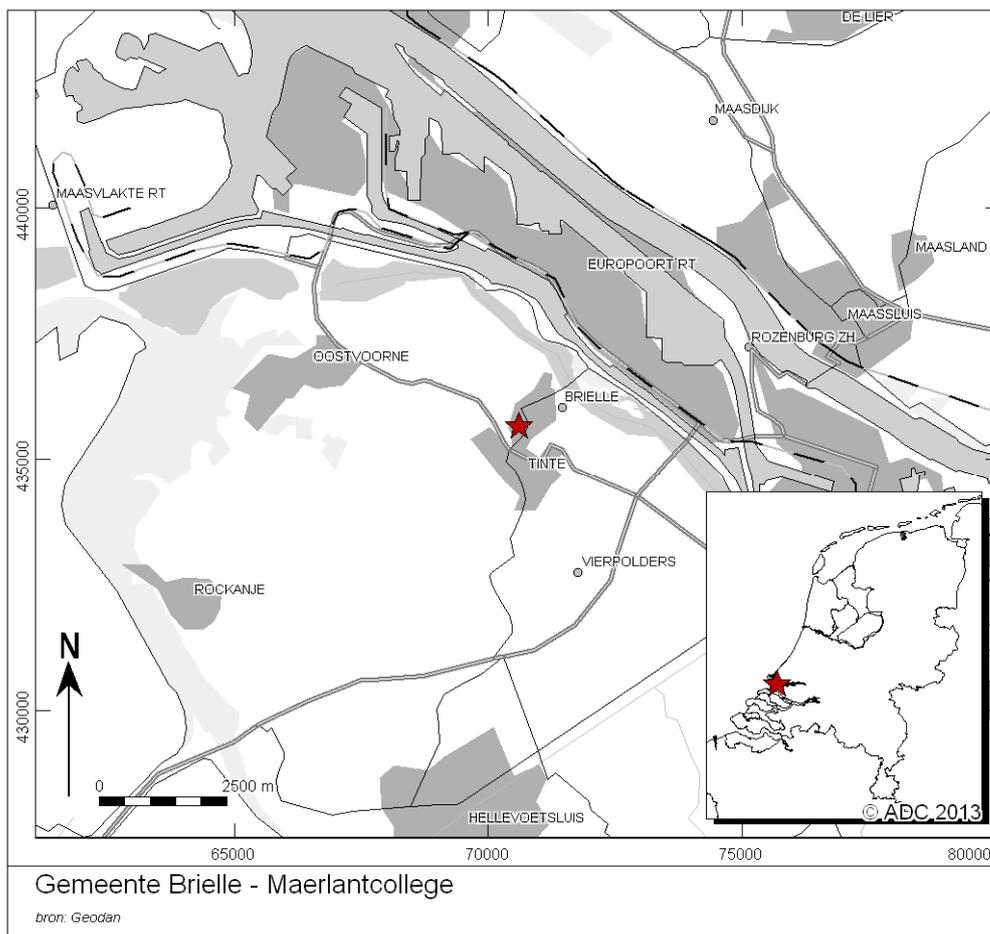 DE LIER
MAASDIJK
MAASVLAKTE RT
440000
MAASLAND
EUROPOORT RT
MAASSLUIS
ROZENBURG ZH
OOSTVOORNE
BRIELLE
435000
TINTE
VIERPOLDERS
ROCKANJE
N
430000
0 2500 m
HELLEVOETSLUIS
© ADC 2013
65000 70000 75000 80000
Gemeente Brielle - Maerlantcollege
bron: Geodan